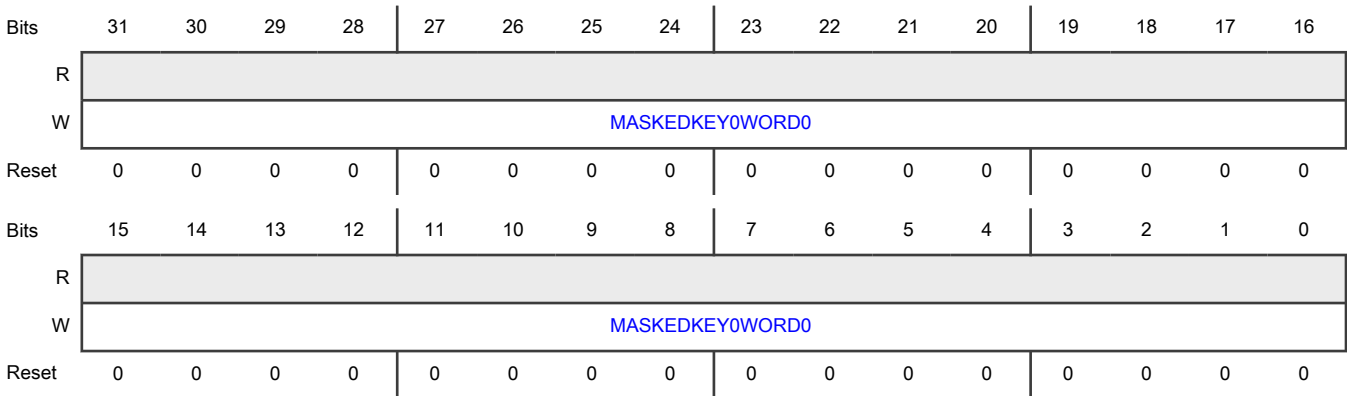 Bits 31 30 29 28 27 26 25 24 23 22 21 20 19 18 17 16
R
W MASKEDKEY0WORD0
Reset 0 0 0 0 0 0 0 0 0 0 0 0 0 0 0 0
Bits 15 14 13 12 11 10 9 8 7 6 5 4 3 2 1 0
R
W MASKEDKEY0WORD0
Reset 0 0 0 0 0 0 0 0 0 0 0 0 0 0 0 0